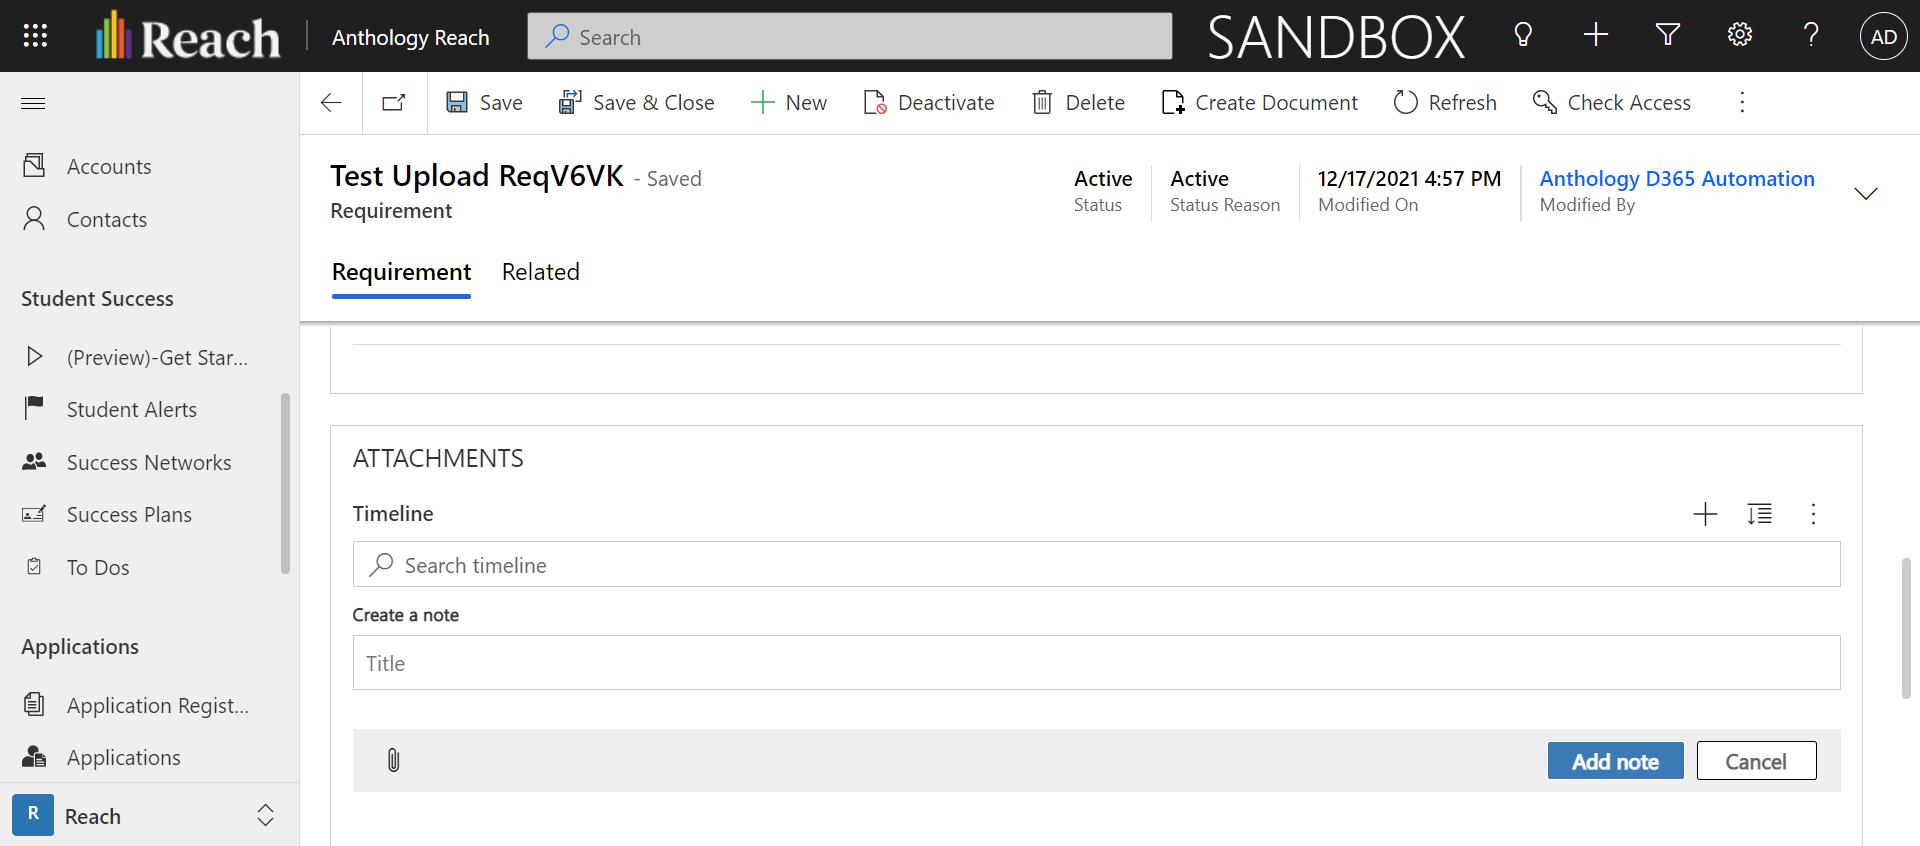 Reach
Anthology Reach
Search
SANDBOX
AD
Save
Save & Close
New
Deactivate
Delete
Create Document
Refresh
Check Access
Accounts
Contacts
Student Success
(Preview)-Get Star...
Student Alerts
Success Networks
Success Plans
To Dos
Applications
Application Regist...
Applications
R
Reach
Test Upload ReqV6VK - Saved
Requirement
Active
Status
Active
Status Reason
12/17/2021 4:57 PM
Modified On
Anthology D365 Automation
Modified By
Requirement
Related
ATTACHMENTS
Timeline
Search timeline
Create a note
Title
Add note
Cancel